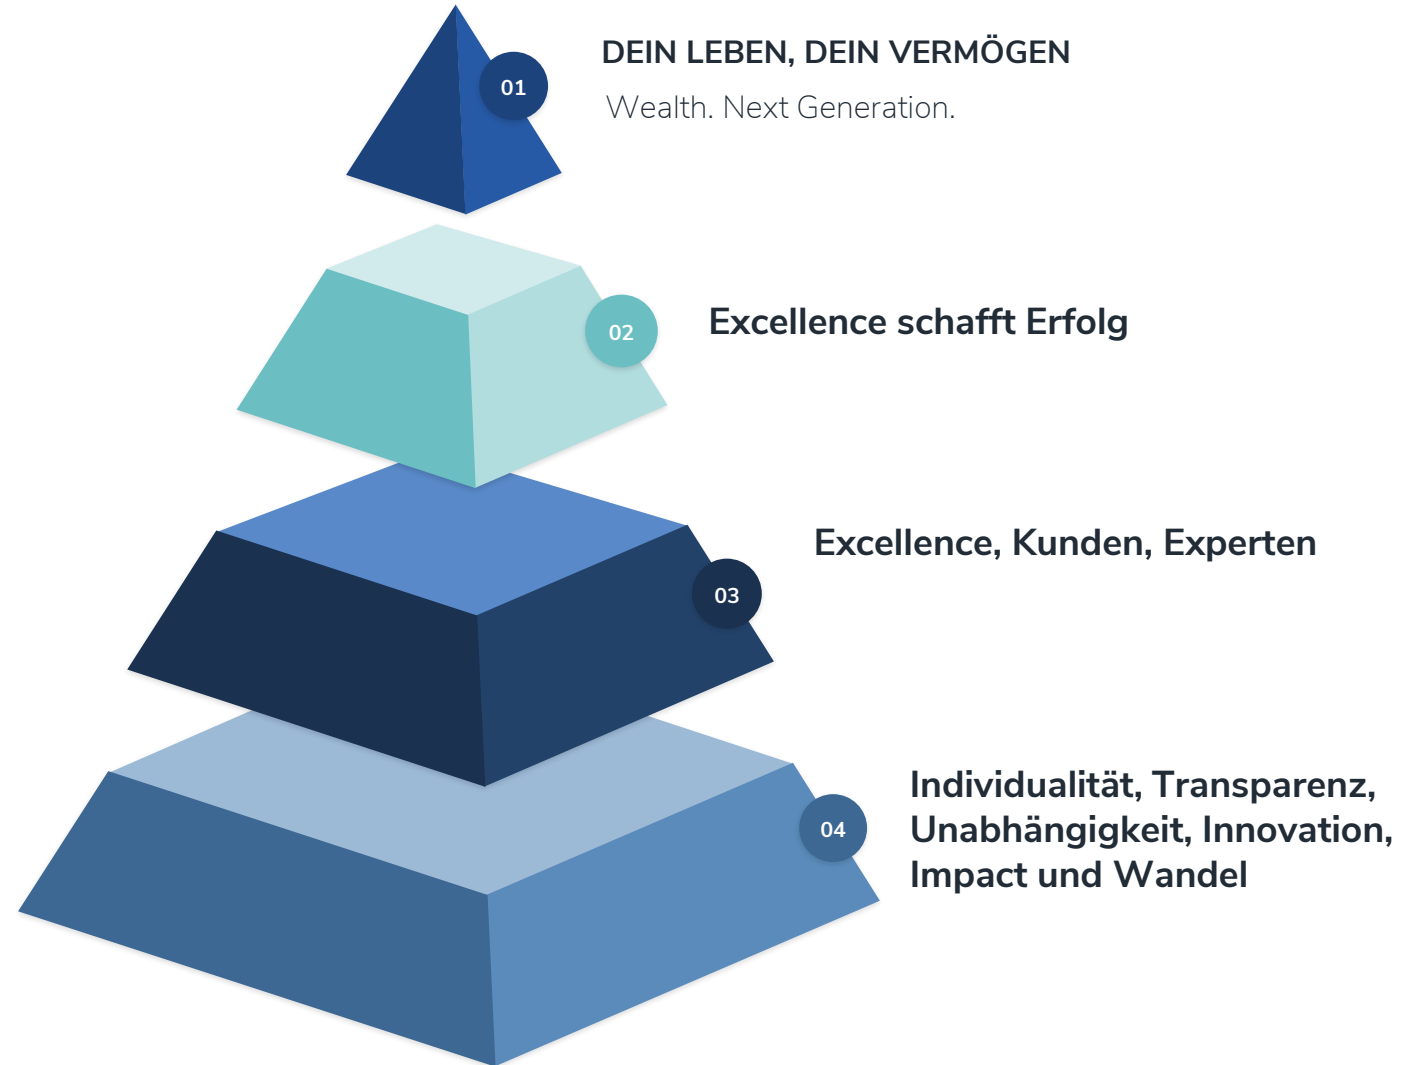 01
DEIN LEBEN, DEIN VERMÖGEN
Wealth. Next Generation.
02
Excellence schafft Erfolg
03
Excellence, Kunden, Experten
04
Individualität, Transparenz,
Unabhängigkeit, Innovation,
Impact und Wandel